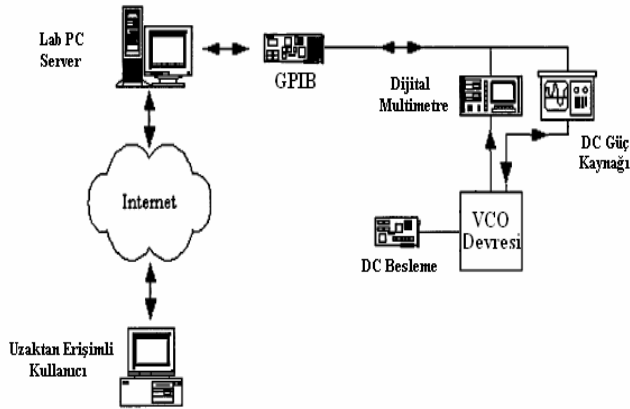 Lab PC
Server
GPIB
Dijital
Multimetre
DC Güç
Kaynağı
Internet
VCO
Devresi
DC Besleme
Uzaktan Erişimli
Kullanıcı